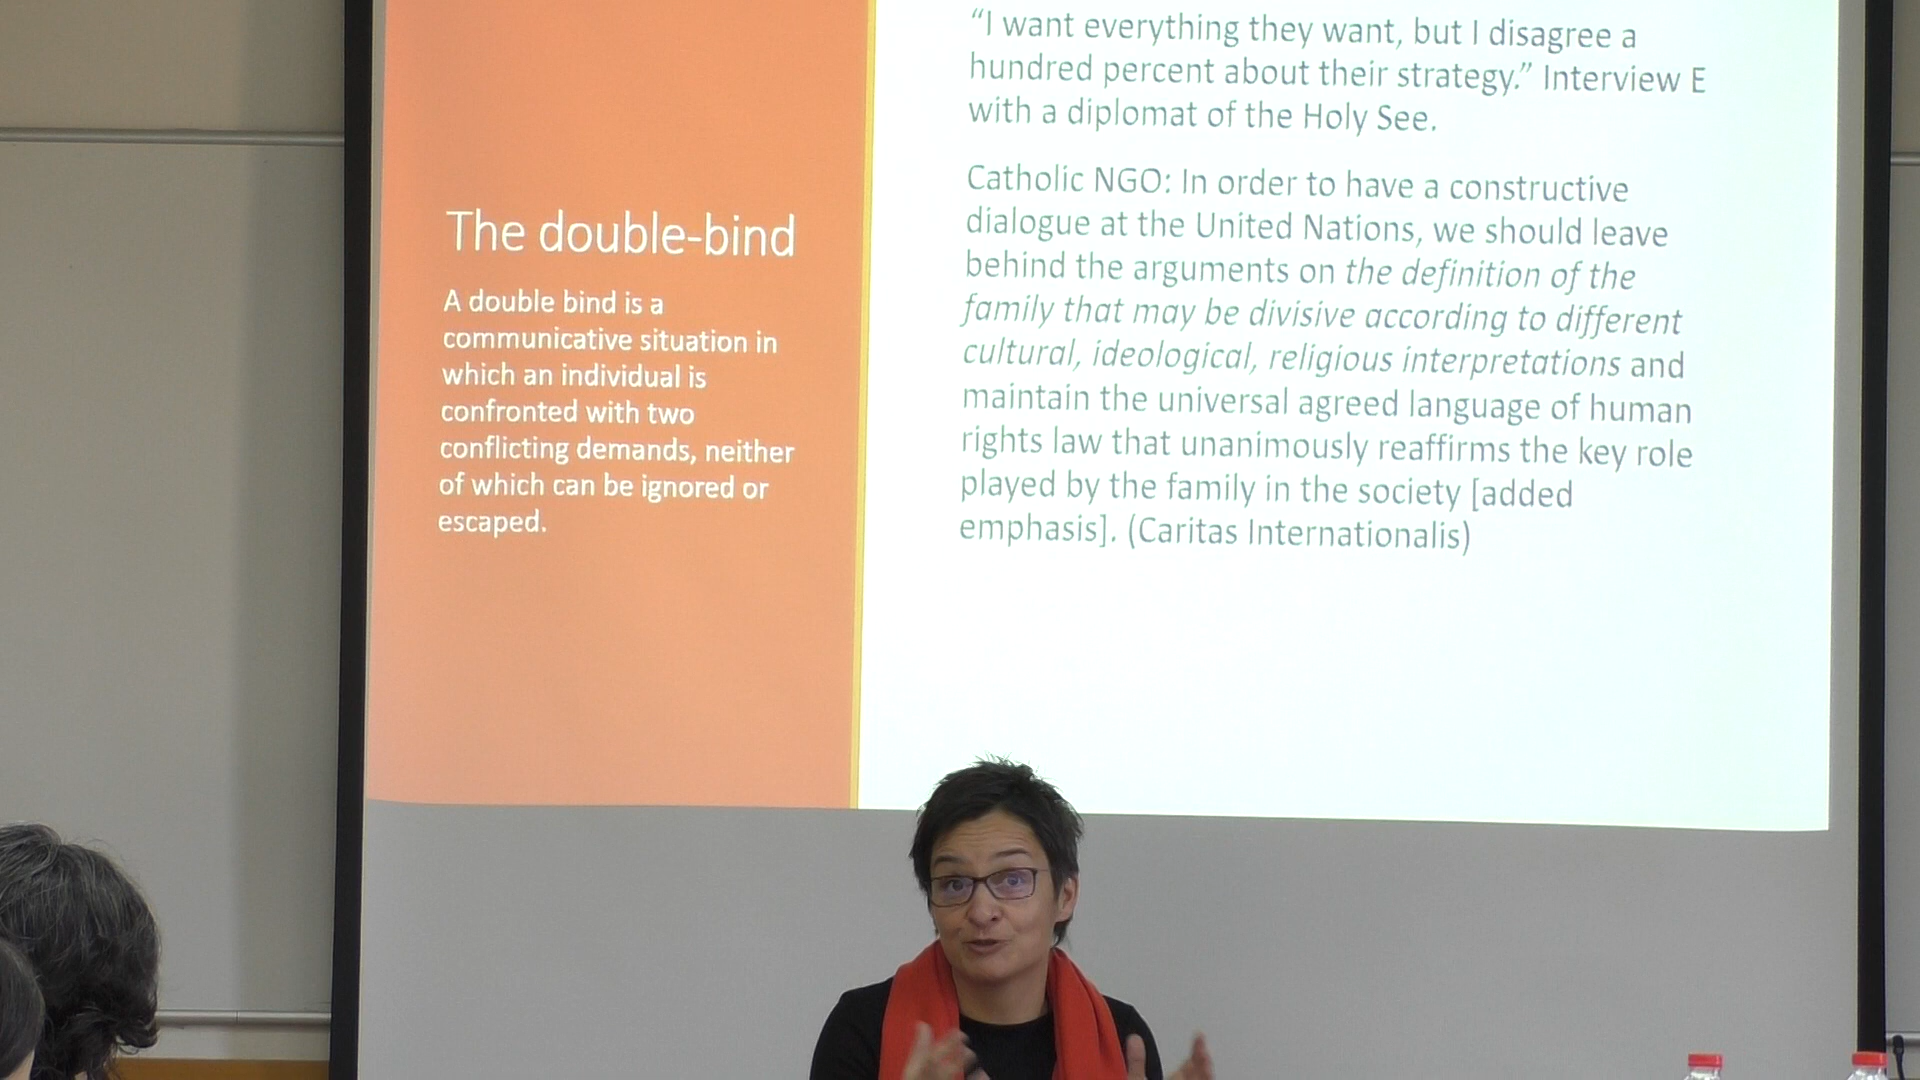 The double-bind
A double bind is a
communicative situation in
which an individual is
confronted with two
conflicting demands, neither
of which can be ignored or
escaped.
“I want everything they want, but I disagree a
hundred percent about their strategy.” Interview E
with a diplomat of the Holy See.
Catholic NGO: In order to have a constructive
dialogue at the United Nations, we should leave
behind the arguments on the definition of the
family that may be divisive according to different
cultural, ideological, religious interpretations and
maintain the universal agreed language of human
rights law that unanimously reaffirms the key role
played by the family in the society [added
emphasis]. (Caritas Internationalis)